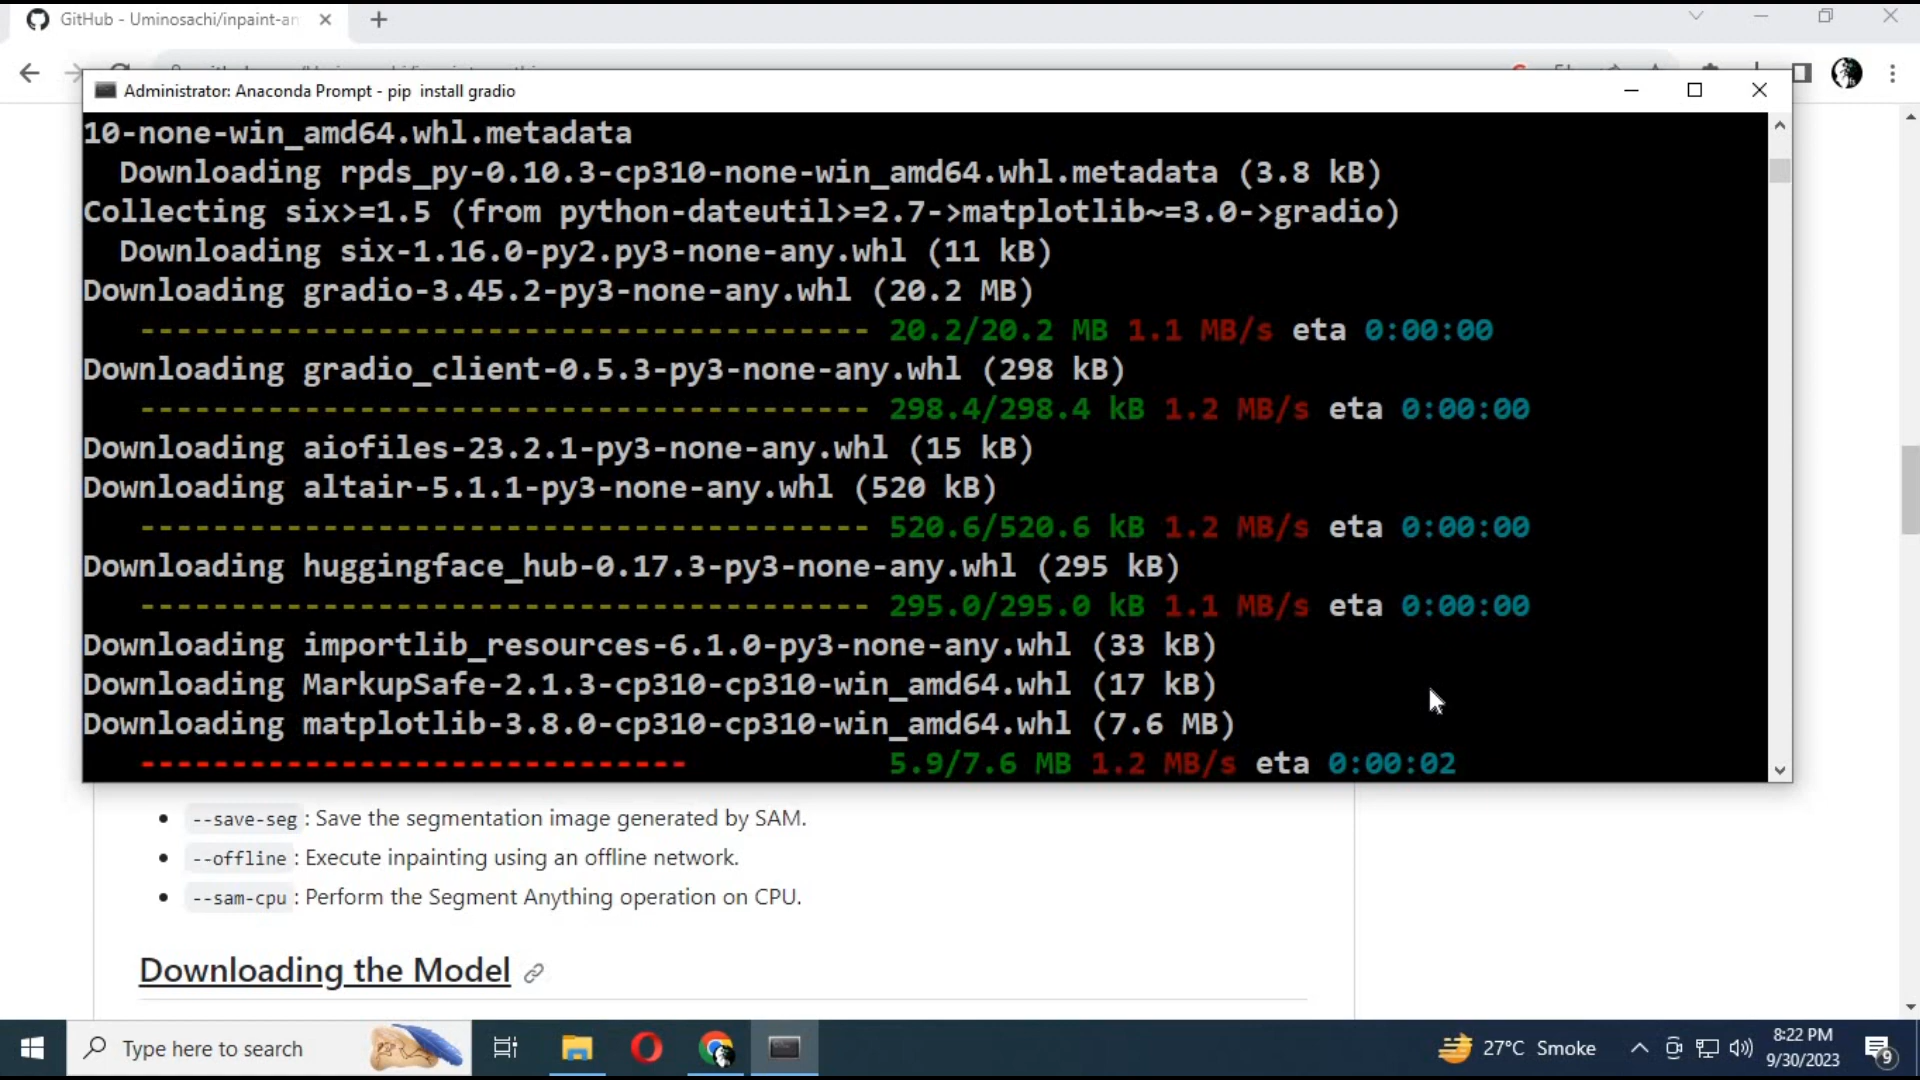 GitHub - Uminosachi/inpaint-an
Administrator: Anaconda Prompt - pip  install gradio
10-none-win_amd64.whl.metadata
Downloading rpds_py-0.10.3-cp310-none-win_amd64.whl.metadata (3.8 kB)
Collecting six>=1.5 (from python-dateutil>=2.7->matplotlib~=3.0->gradio)
Downloading six-1.16.0-py2.py3-none-any.whl (11 kB)
Downloading gradio-3.45.2-py3-none-any.whl (20.2 MB)
---------------------------------------- 20.2/20.2 MB 1.1 MB/s eta 0:00:00
Downloading gradio_client-0.5.3-py3-none-any.whl (298 kB)
---------------------------------------- 298.4/298.4 kB 1.2 MB/s eta 0:00:00
Downloading aiofiles-23.2.1-py3-none-any.whl (15 kB)
Downloading altair-5.1.1-py3-none-any.whl (520 kB)
---------------------------------------- 520.6/520.6 kB 1.2 MB/s eta 0:00:00
Downloading huggingface_hub-0.17.3-py3-none-any.whl (295 kB)
---------------------------------------- 295.0/295.0 kB 1.1 MB/s eta 0:00:00
Downloading importlib_resources-6.1.0-py3-none-any.whl (33 kB)
Downloading MarkupSafe-2.1.3-cp310-cp310-win_amd64.whl (17 kB)
Downloading matplotlib-3.8.0-cp310-cp310-win_amd64.whl (7.6 MB)
------------------------------ 5.9/7.6 MB 1.2 MB/s eta 0:00:02
• --save-seg : Save the segmentation image generated by SAM.
• --offline : Execute inpainting using an offline network.
• --sam-cpu : Perform the Segment Anything operation on CPU.
Downloading the Model
Type here to search
27°C Smoke
8:22 PM
9/30/2023
9